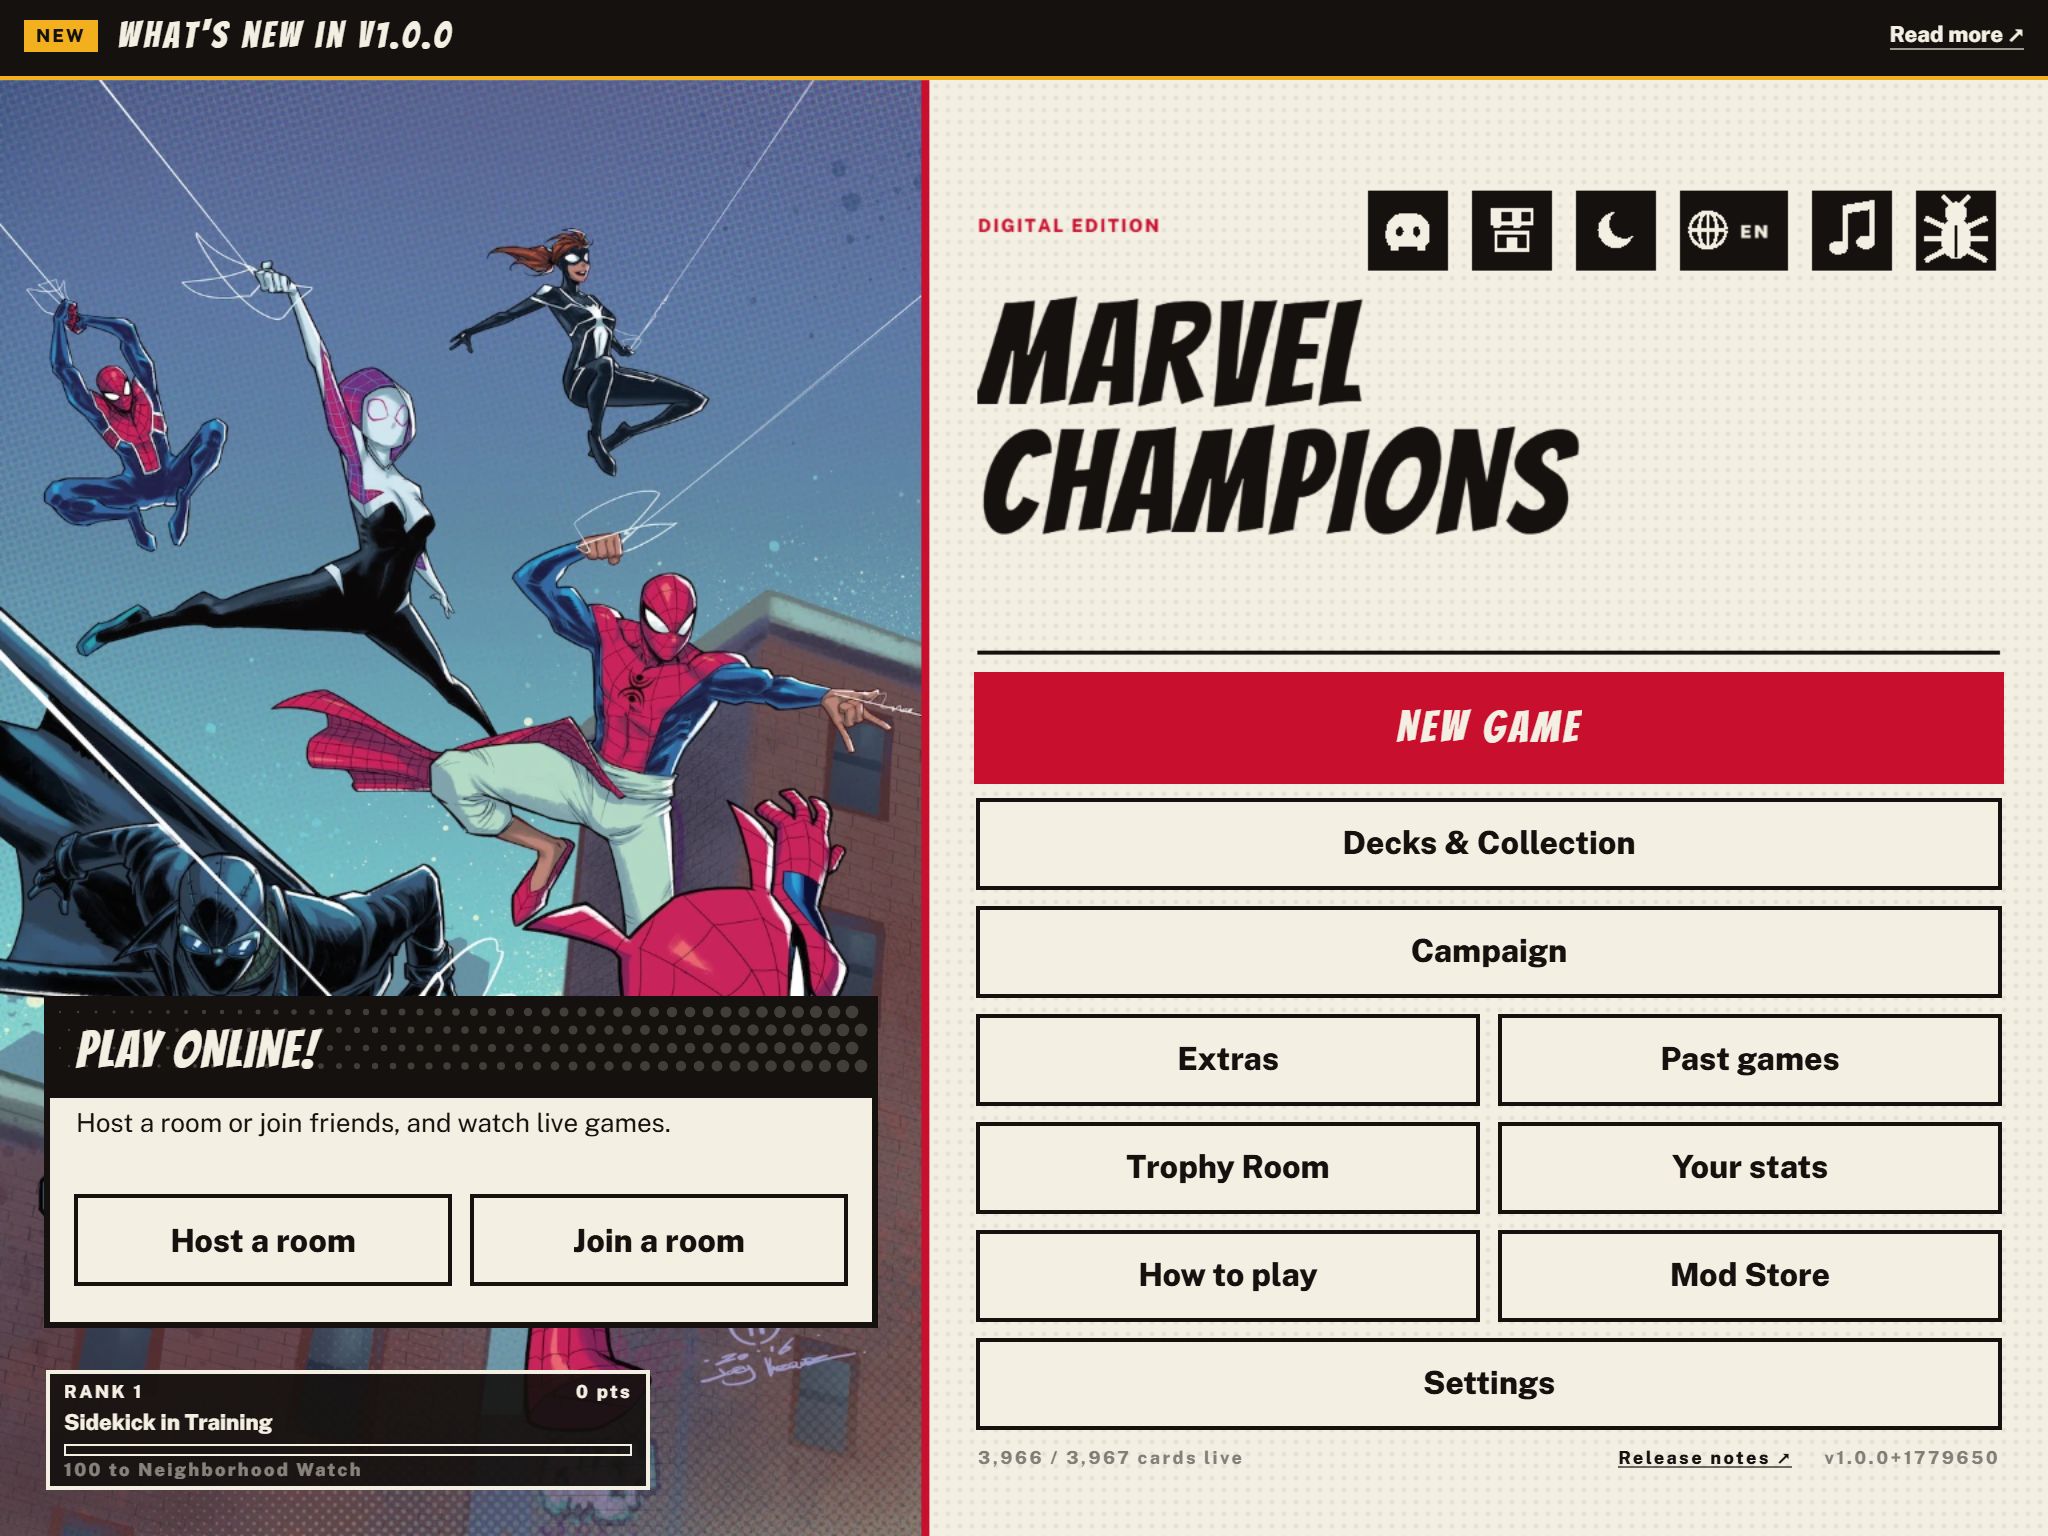 NEW WHAT'S NEW IN V1.0.0 Read more ↗
DIGITAL EDITION
EN
MARVEL
CHAMPIONS
NEW GAME
Decks & Collection
Campaign
Extras
Past games
Trophy Room
Your stats
How to play
Mod Store
Settings
3,966 / 3,967 cards live
Release notes ↗
v1.0.0+1779650
PLAY ONLINE!
Host a room or join friends, and watch live games.
Host a room
Join a room
RANK 1
0 pts
Sidekick in Training
100 to Neighborhood Watch